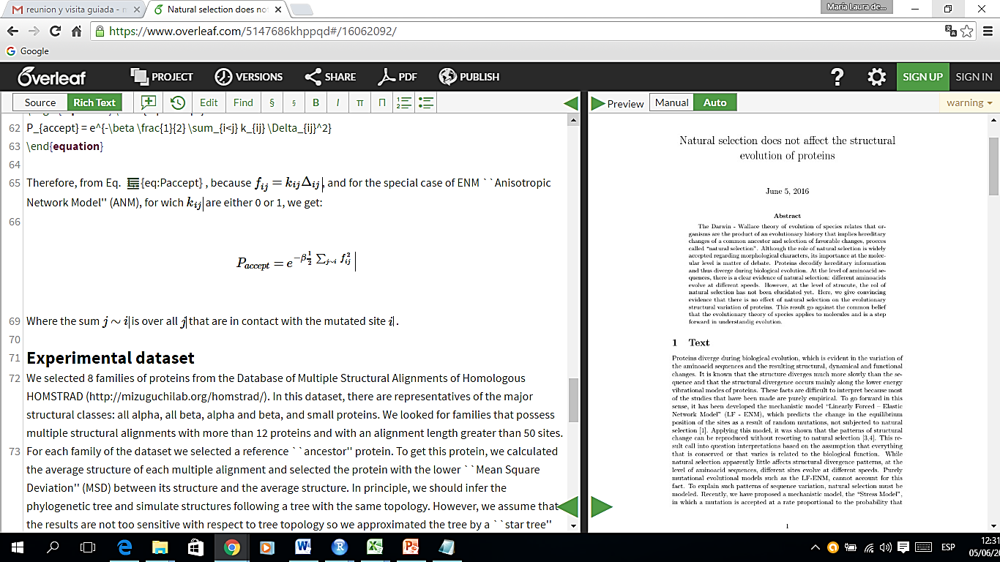 reunion y visita guiada - m
Natural selection does no
María Laura de...
https://www.overleaf.com/5147686khppqd#/16062092/
Google
Overleaf PROJECT VERSIONS SHARE PDF PUBLISH ? SIGN UP SIGN IN
Source Rich Text Edit Find § § B I π Π Preview Manual Auto warning
62 P_{accept} = e^{-\beta \frac{1}{2} \sum_{i<j} k_{ij} \Delta_{ij}^2}
63 \end{equation}
64
65 Therefore, from Eq. {eq:Paccept} , because f_{ij} = k_{ij}Δ_{ij}, and for the special case of ENM ``Anisotropic
Network Model'' (ANM), for wich k_{ij} are either 0 or 1, we get:
66
P_{accept} = e^{-β\frac{1}{2} \sum_{j∼i} f_{ij}^2}
69 Where the sum j ∼ i is over all j that are in contact with the mutated site i .
70
71 Experimental dataset
72 We selected 8 families of proteins from the Database of Multiple Structural Alignments of Homologous
HOMSTRAD (http://mizuguchilab.org/homstrad/). In this dataset, there are representatives of the major
structural classes: all alpha, all beta, alpha and beta, and small proteins. We looked for families that possess
multiple structural alignments with more than 12 proteins and with an alignment length greater than 50 sites.
73 For each family of the dataset we selected a reference ``ancestor'' protein. To get this protein, we calculated
the average structure of each multiple alignment and selected the protein with the lower ``Mean Square
Deviation'' (MSD) between its structure and the average structure. In principle, we should infer the
phylogenetic tree and simulate structures following a tree with the same topology. However, we assume that
the results are not too sensitive with respect to tree topology so we approximated the tree by a ``star tree''
Natural selection does not affect the structural
evolution of proteins
June 5, 2016
Abstract
The Darwin - Wallace theory of evolution of species relates that or-
ganisms are the product of an evolutionary history that implies hereditary
changes of a common ancestor and selection of favorable changes, procces
called “natural selection”. Although the role of natural selection is widely
accepted regarding morphological characters, its importance at the molec-
ular level is matter of debate. Proteins decodify hereditary information
and thus diverge during biological evolution. At the level of aminoacid se-
quences, there is a clear evidence of natural selection: different aminoacids
evolve at different speeds. However, at the level of strucute, the rol of
natural selection has not been elucidated yet. Here, we give convincing
evidence that there is no effect of natural selection on the evolutionary
structural variation of proteins. This result go against the common belief
that the evolutionary theory of species applies to molecules and is a step
forward in understandig evolution.
1 Text
Proteins diverge during biological evolution, which is evident in the variation of
the aminoacid sequences and the resulting structural, dynamical and functional
changes. It is known that the structure diverges much more slowly than the se-
quence and that the structural divergence occurs mainly along the lower energy
vibrational modes of proteins. These facts are difficult to interpret because most
of the studies that have been made are purely empirical. To go forward in this
sense, it has been developed the mechanistic model “Linearly Forced – Elastic
Network Model” (LF - ENM), which predicts the change in the equilibrium
position of the sites as a result of random mutations, not subjected to natural
selection [1]. Applying this model, it was shown that the patterns of structural
change can be reproduced without resorting to natural selection [3,4]. This re-
sult call into question interpretations based on the assumption that everything
that is conserved or that varies is related to the biological function. While
natural selection apparently little affects structural divergence patterns, at the
level of aminoacid sequences, different sites evolve at different speeds. Purely
mutational evolutional models such as the LF-ENM, cannot account for this
fact. To explain such patterns of sequence variation, natural selection must be
modeled. Recently, we have proposed a mechanistic model, the “Stress Model”,
in which a mutation is accepted at a rate proportional to the probability that
1
ESP
12:31
05/06/20